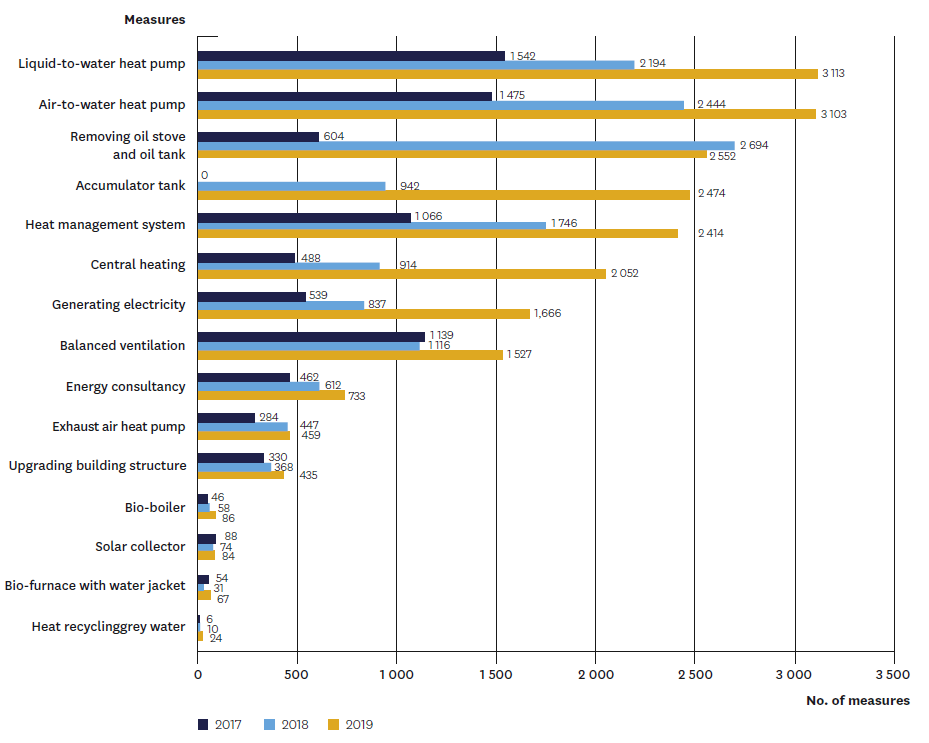 Measures
Liquid-to-water heat pump
1 542
2 194
3 113
Air-to-water heat pump
1 475
2 444
3 103
Removing oil stove
and oil tank
604
2 694
2 552
Accumulator tank
0
942
2 474
Heat management system
1 066
1 746
2 414
Central heating
488
914
2 052
Generating electricity
539
837
1,666
Balanced ventilation
1 139
1 116
1 527
Energy consultancy
462
612
733
Exhaust air heat pump
284
447
459
Upgrading building structure
330
368
435
Bio-boiler
46
58
86
Solar collector
88
74
84
Bio-furnace with water jacket
54
31
67
Heat recyclinggrey water
6
10
24
0 500 1 000 1 500 2 000 2 500 3 000 3 500
No. of measures
2017 2018 2019